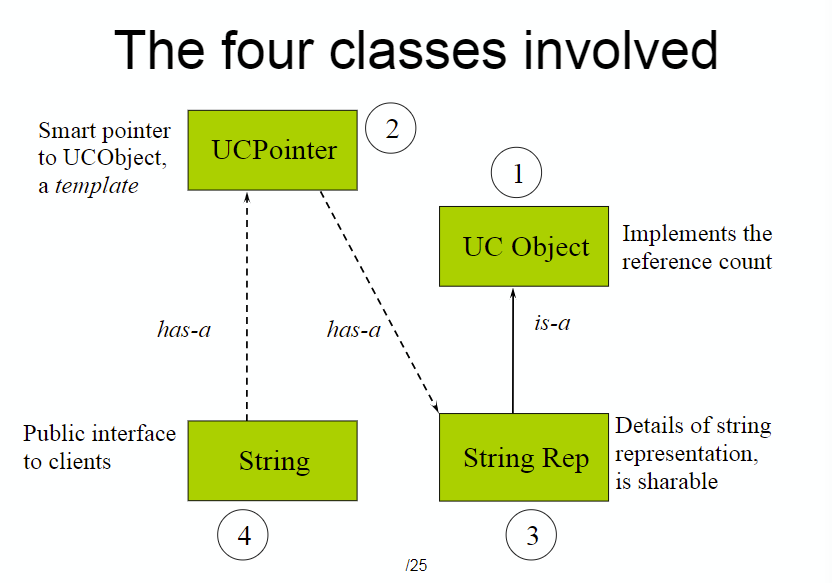 The four classes involved
Smart pointer
to UCObject,
a template
UCPointer
2
1
UC Object
Implements the
reference count
has-a
has-a
is-a
Public interface
to clients
String
String Rep
Details of string
representation,
is sharable
4
3
/25